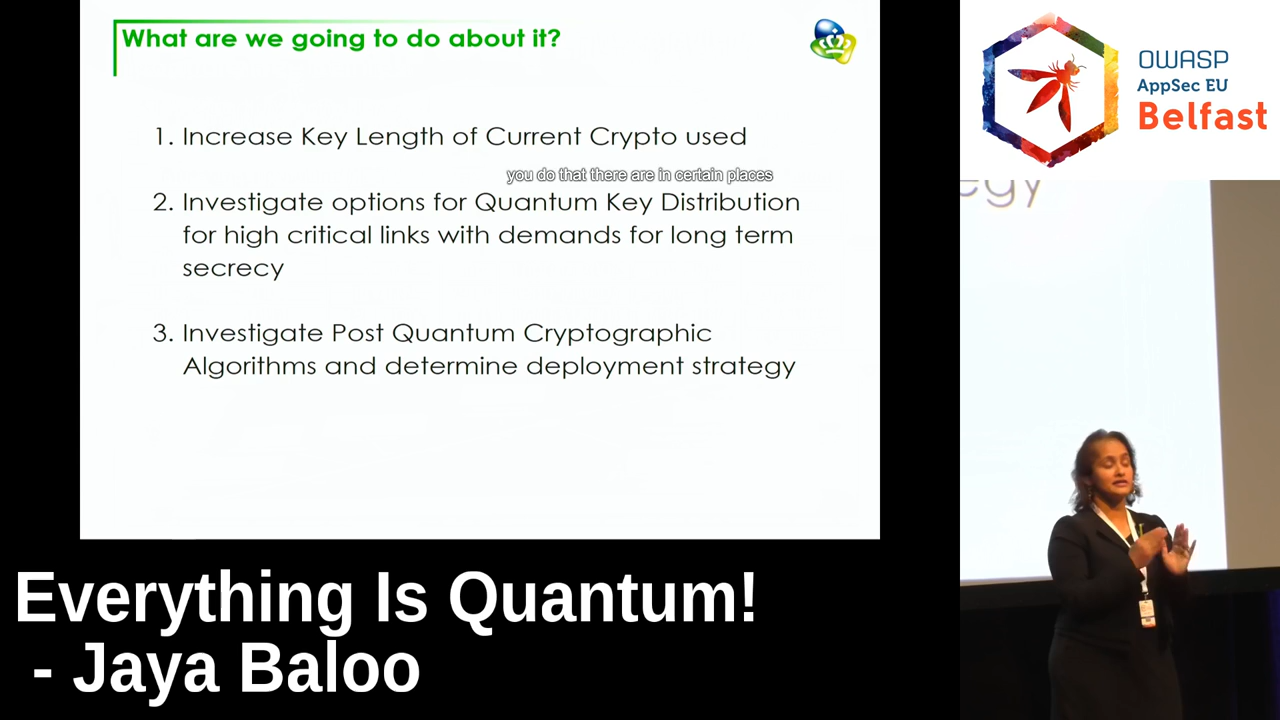 What are we going to do about it?
1. Increase Key Length of Current Crypto used
you do that there are in certain places
2. Investigate options for Quantum Key Distribution
for high critical links with demands for long term
secrecy
3. Investigate Post Quantum Cryptographic
Algorithms and determine deployment strategy
OWASP
AppSec EU
Belfast
egy
Everything Is Quantum!
- Jaya Baloo